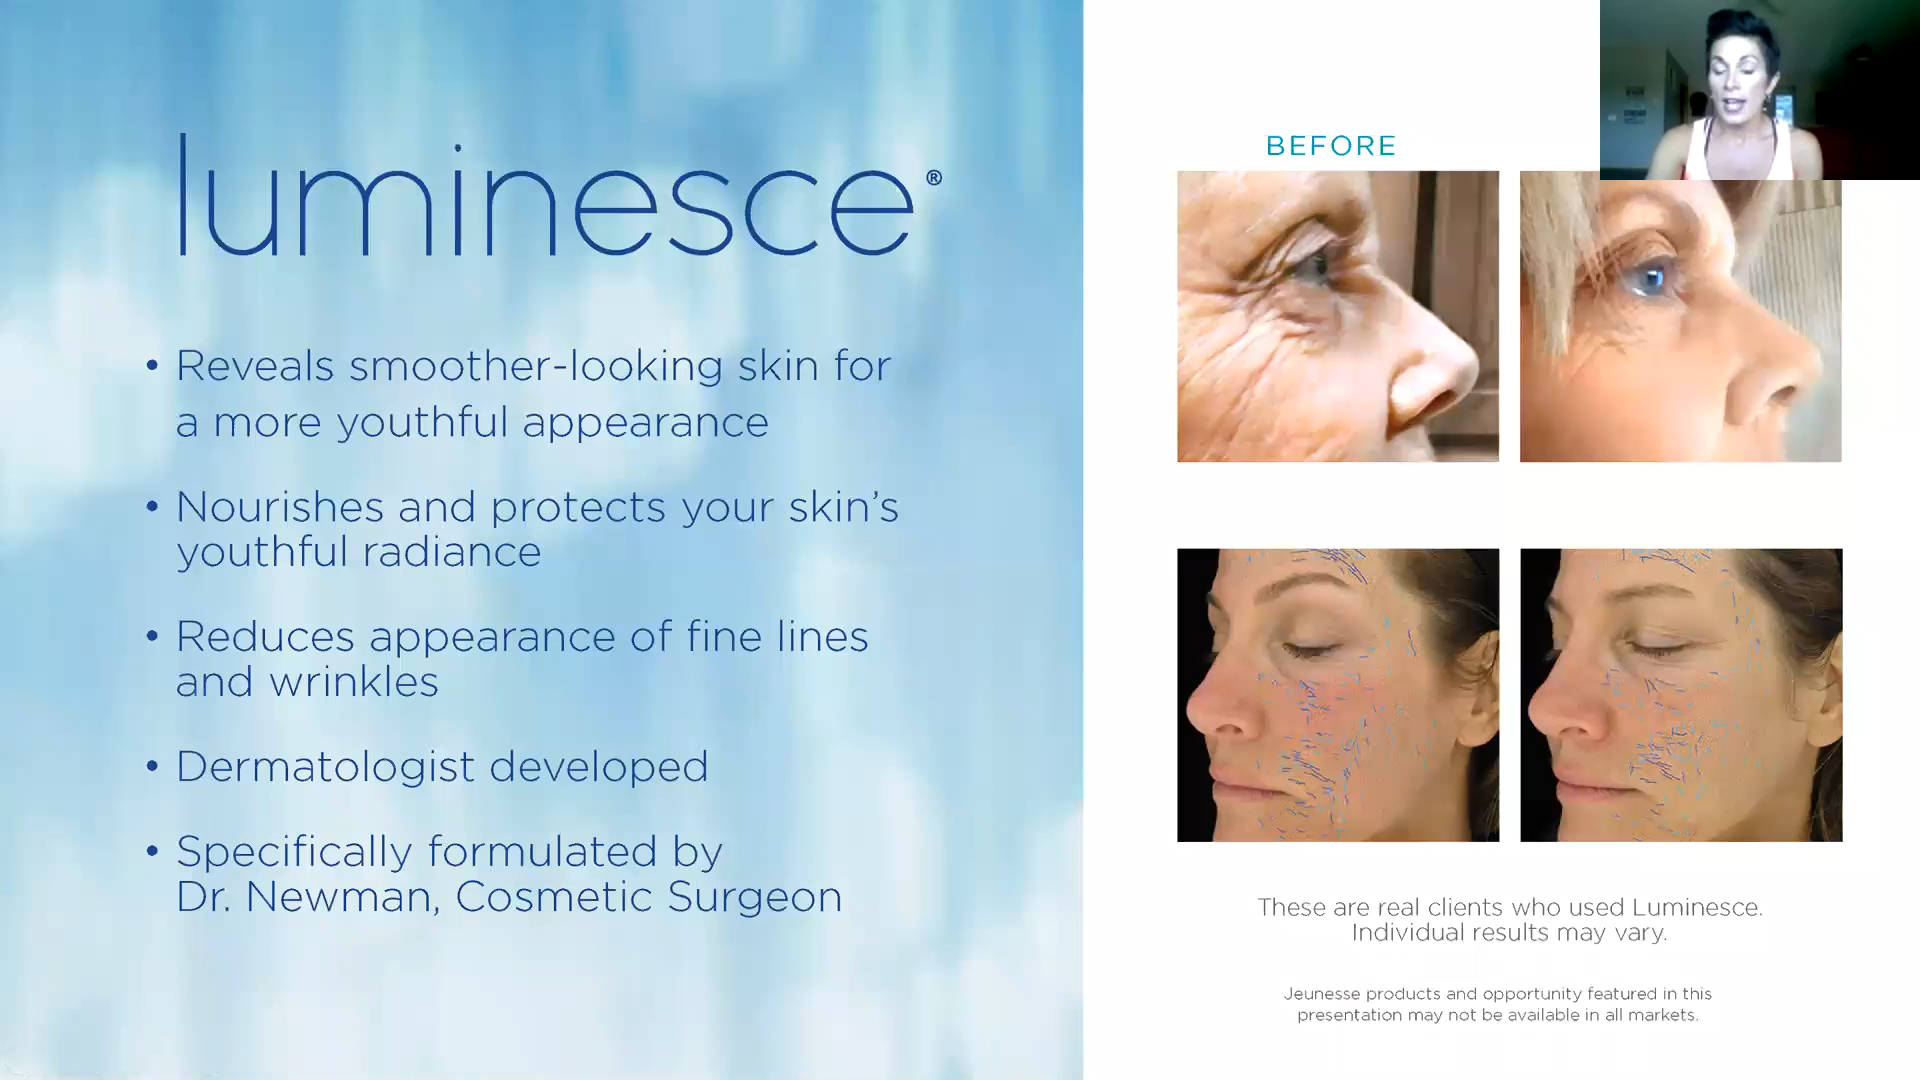 luminesce®
• Reveals smoother-looking skin for
a more youthful appearance
• Nourishes and protects your skin's
youthful radiance
• Reduces appearance of fine lines
and wrinkles
• Dermatologist developed
• Specifically formulated by
Dr. Newman, Cosmetic Surgeon
BEFORE
These are real clients who used Luminesce.
Individual results may vary.
Jeunesse products and opportunity featured in this
presentation may not be available in all markets.